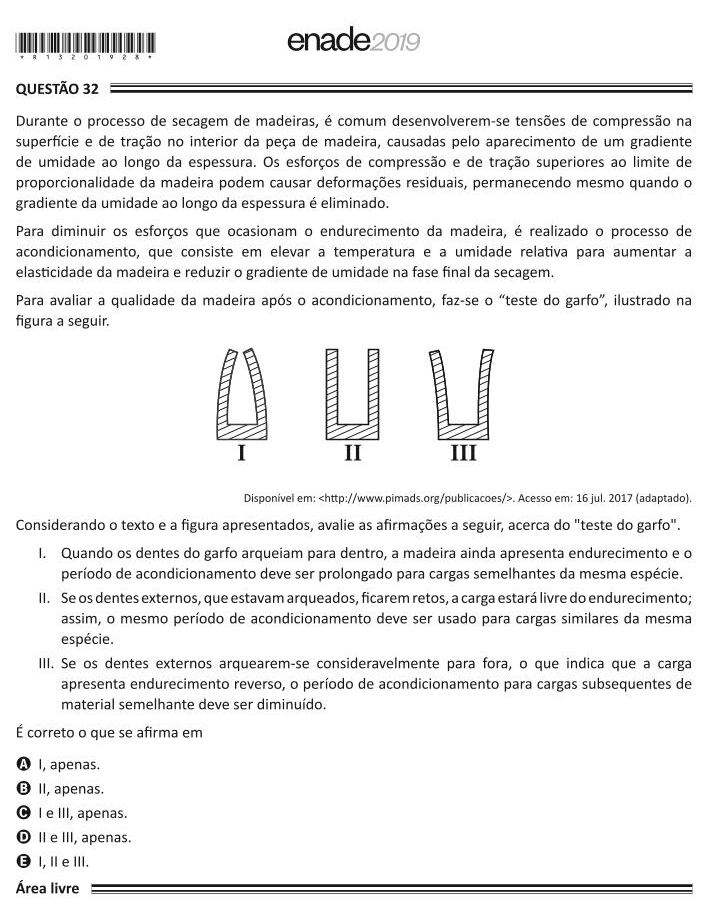 enade2019
*R13201928*
QUESTÃO 32
Durante o processo de secagem de madeiras, é comum desenvolverem-se tensões de compressão na
superfície e de tração no interior da peça de madeira, causadas pelo aparecimento de um gradiente
de umidade ao longo da espessura. Os esforços de compressão e de tração superiores ao limite de
proporcionalidade da madeira podem causar deformações residuais, permanecendo mesmo quando o
gradiente da umidade ao longo da espessura é eliminado.
Para diminuir os esforços que ocasionam o endurecimento da madeira, é realizado o processo de
acondicionamento, que consiste em elevar a temperatura e a umidade relativa para aumentar a
elasticidade da madeira e reduzir o gradiente de umidade na fase final da secagem.
Para avaliar a qualidade da madeira após o acondicionamento, faz-se o “teste do garfo”, ilustrado na
figura a seguir.
I II III
Disponível em: <http://www.pimads.org/publicacoes/>. Acesso em: 16 jul. 2017 (adaptado).
Considerando o texto e a figura apresentados, avalie as afirmações a seguir, acerca do "teste do garfo".
I. Quando os dentes do garfo arqueiam para dentro, a madeira ainda apresenta endurecimento e o
período de acondicionamento deve ser prolongado para cargas semelhantes da mesma espécie.
II. Se os dentes externos, que estavam arqueados, ficarem retos, a carga estará livre do endurecimento;
assim, o mesmo período de acondicionamento deve ser usado para cargas similares da mesma
espécie.
III. Se os dentes externos arquearem-se consideravelmente para fora, o que indica que a carga
apresenta endurecimento reverso, o período de acondicionamento para cargas subsequentes de
material semelhante deve ser diminuído.
É correto o que se afirma em
A I, apenas.
B II, apenas.
C I e III, apenas.
D II e III, apenas.
E I, II e III.
Área livre